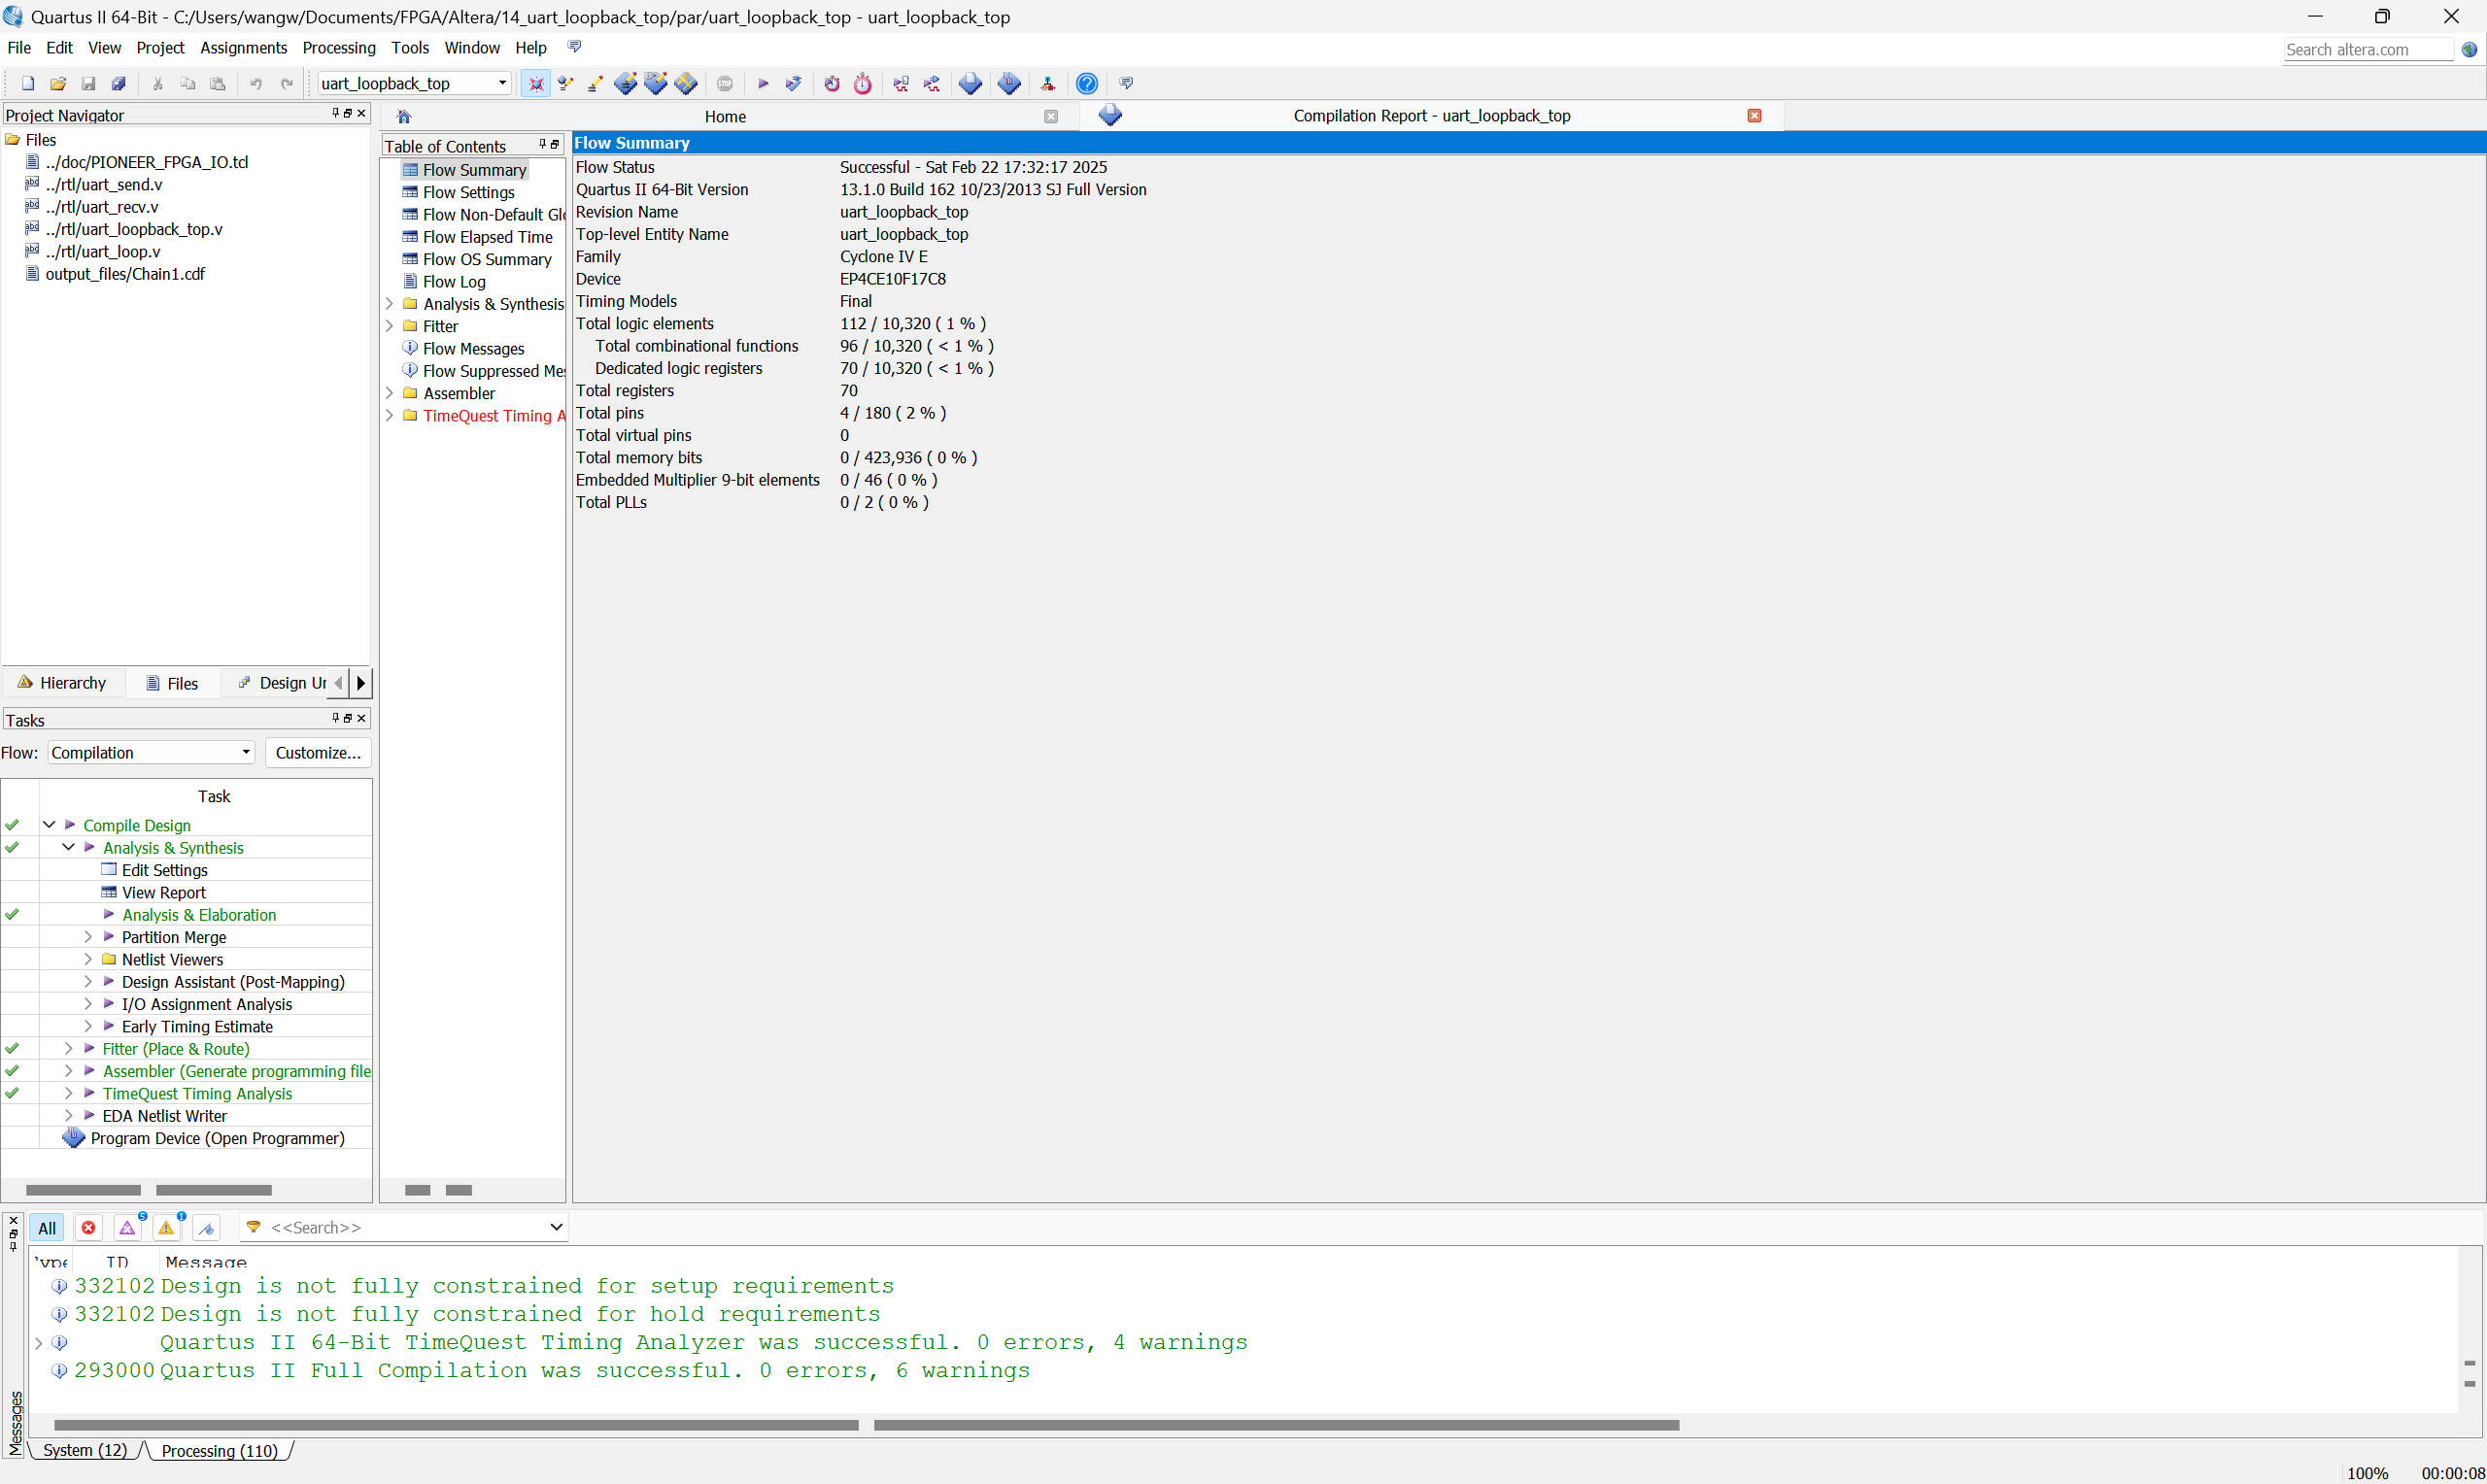 Quartus II 64-Bit - C:/Users/wangw/Documents/FPGA/Altera/14_uart_loopback_top/par/uart_loopback_top - uart_loopback_top
File Edit View Project Assignments Processing Tools Window Help
Search altera.com
uart_loopback_top
Project Navigator
Files
../doc/PIONEER_FPGA_IO.tcl
../rtl/uart_send.v
../rtl/uart_recv.v
../rtl/uart_loopback_top.v
../rtl/uart_loop.v
output_files/Chain1.cdf
Hierarchy Files Design Ur
Home
Compilation Report - uart_loopback_top
Table of Contents
Flow Summary
Flow Settings
Flow Non-Default Glo
Flow Elapsed Time
Flow OS Summary
Flow Log
Analysis & Synthesis
Fitter
Flow Messages
Flow Suppressed Mes
Assembler
TimeQuest Timing A
Flow Summary
Flow Status Successful - Sat Feb 22 17:32:17 2025
Quartus II 64-Bit Version 13.1.0 Build 162 10/23/2013 SJ Full Version
Revision Name uart_loopback_top
Top-level Entity Name uart_loopback_top
Family Cyclone IV E
Device EP4CE10F17C8
Timing Models Final
Total logic elements 112 / 10,320 ( 1 % )
Total combinational functions 96 / 10,320 ( < 1 % )
Dedicated logic registers 70 / 10,320 ( < 1 % )
Total registers 70
Total pins 4 / 180 ( 2 % )
Total virtual pins 0
Total memory bits 0 / 423,936 ( 0 % )
Embedded Multiplier 9-bit elements 0 / 46 ( 0 % )
Total PLLs 0 / 2 ( 0 % )
Tasks
Flow: Compilation Customize...
Task
Compile Design
Analysis & Synthesis
Edit Settings
View Report
Analysis & Elaboration
Partition Merge
Netlist Viewers
Design Assistant (Post-Mapping)
I/O Assignment Analysis
Early Timing Estimate
Fitter (Place & Route)
Assembler (Generate programming file
TimeQuest Timing Analysis
EDA Netlist Writer
Program Device (Open Programmer)
All 5 1 <<Search>>
Type ID Message
332102 Design is not fully constrained for setup requirements
332102 Design is not fully constrained for hold requirements
Quartus II 64-Bit TimeQuest Timing Analyzer was successful. 0 errors, 4 warnings
293000 Quartus II Full Compilation was successful. 0 errors, 6 warnings
Messages
System (12) Processing (110)
100% 00:00:08